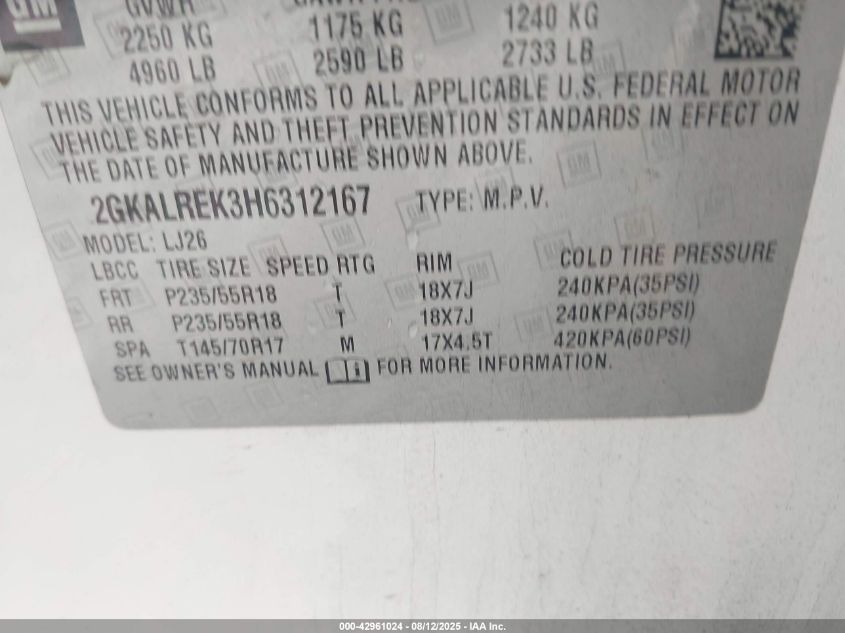 GM
GVWR
2250 KG 1175 KG 1240 KG
4960 LB 2590 LB 2733 LB
THIS VEHICLE CONFORMS TO ALL APPLICABLE U.S. FEDERAL MOTOR
VEHICLE SAFETY AND THEFT PREVENTION STANDARDS IN EFFECT ON
THE DATE OF MANUFACTURE SHOWN ABOVE.
2GKALREK3H6312167 TYPE: M.P.V.
MODEL: LJ26
LBCC TIRE SIZE SPEED RTG RIM COLD TIRE PRESSURE
FRT P235/55R18 T 18X7J 240KPA(35PSI)
RR P235/55R18 T 18X7J 240KPA(35PSI)
SPA T145/70R17 M 17X4.5T 420KPA(60PSI)
SEE OWNER'S MANUAL FOR MORE INFORMATION.
000-42961024 - 08/12/2025 - IAA Inc.